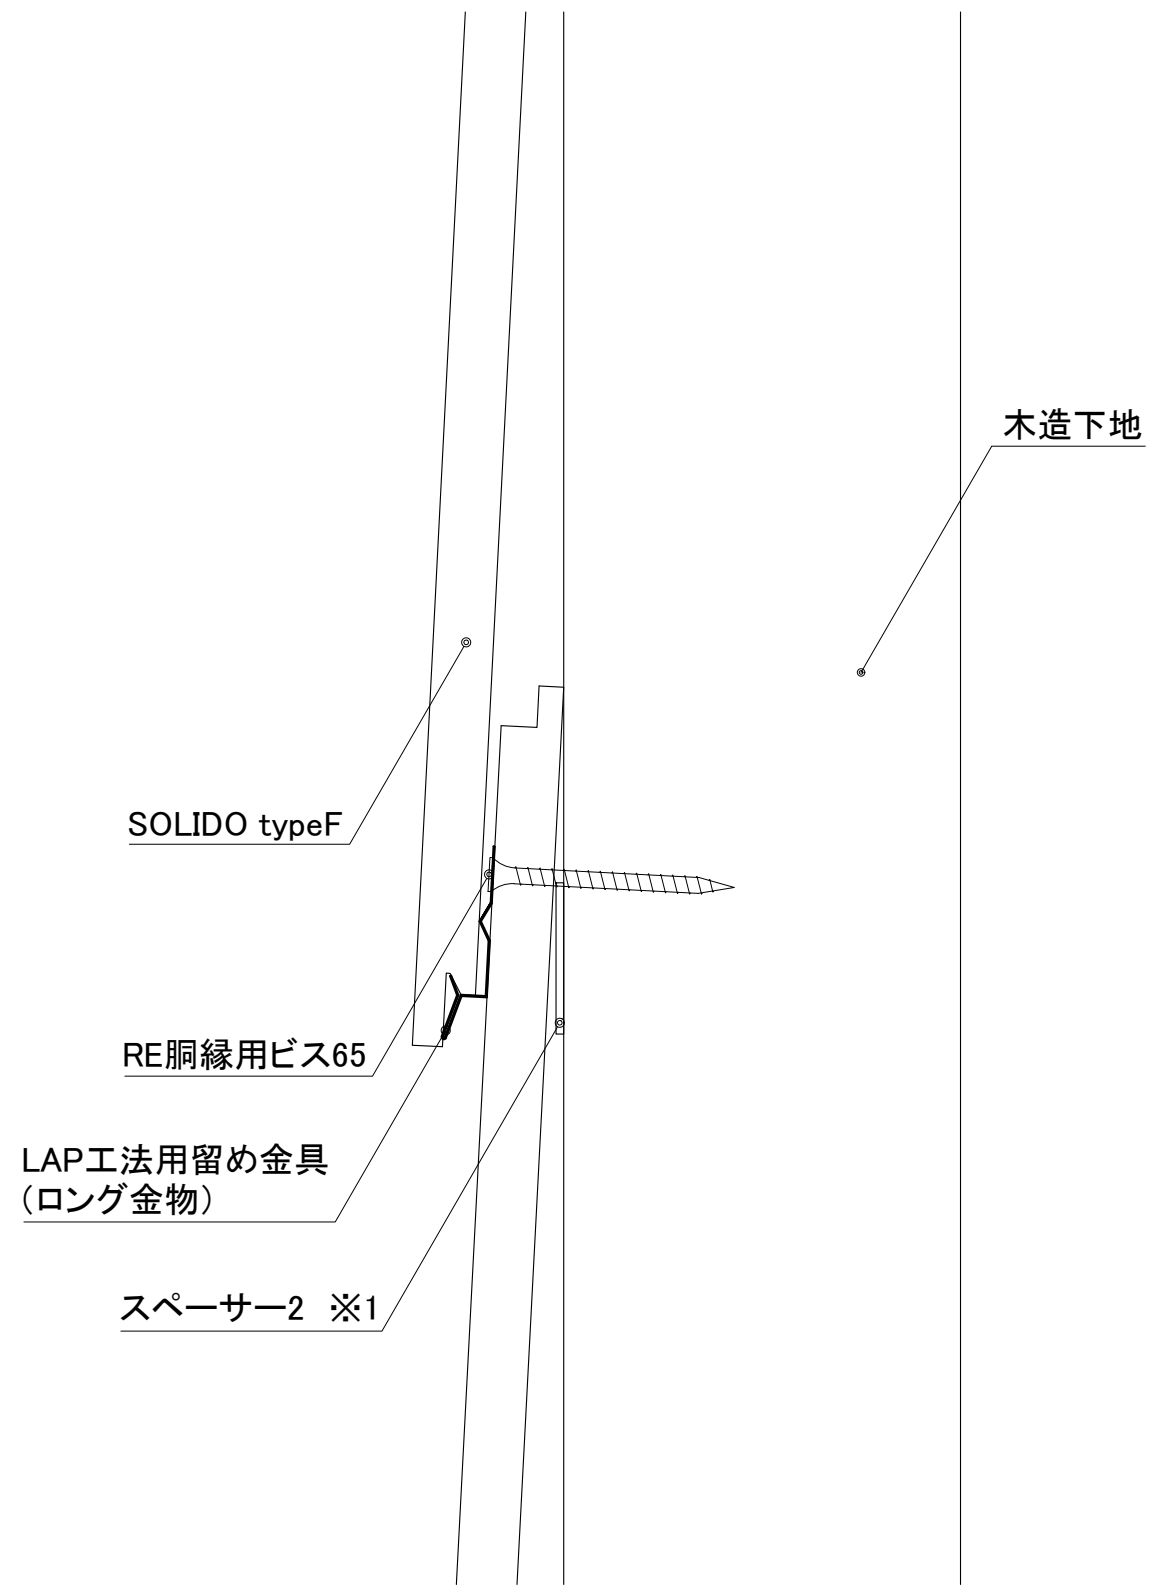 木造下地
SOLIDO typeF
RE胴縁用ビス65
LAP工法用留め金具
(ロング金物)
スペーサー2　※1